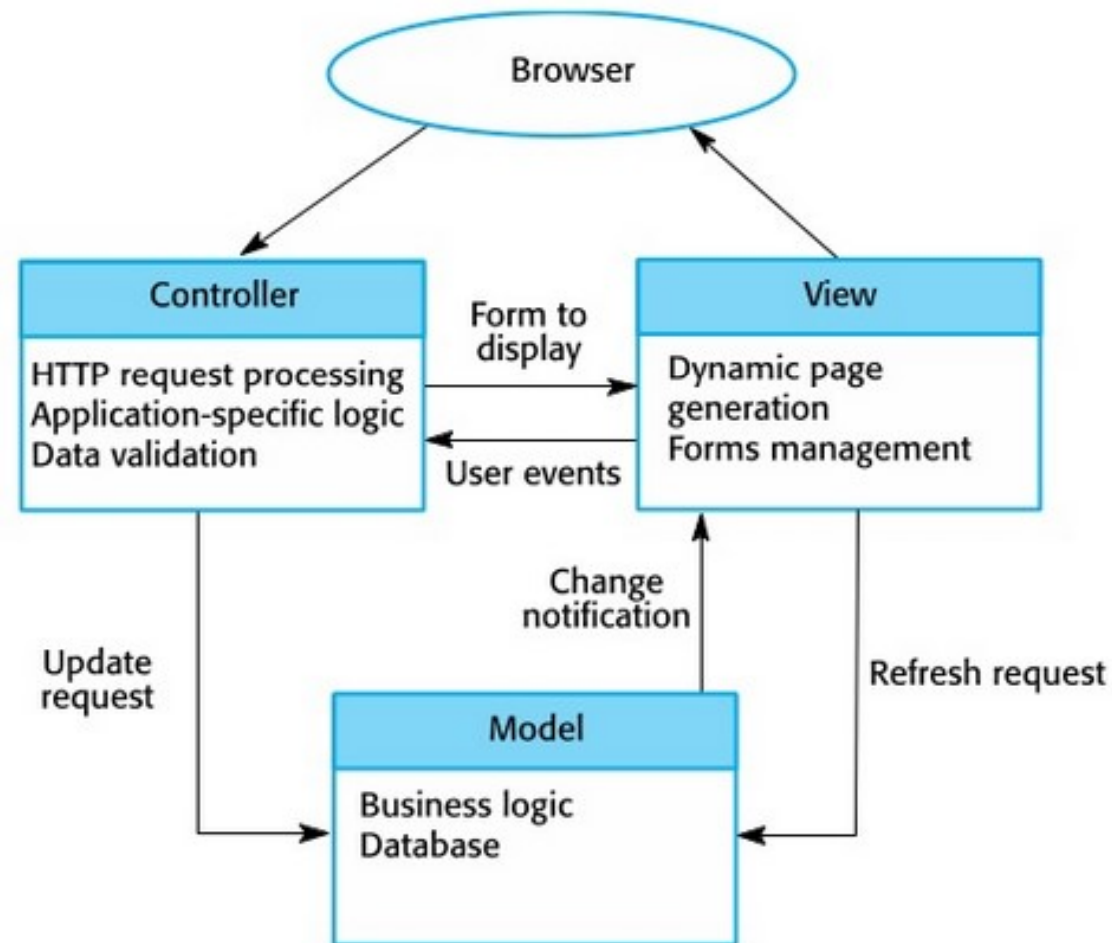 Browser
Controller
HTTP request processing
Application-specific logic
Data validation
Form to
display
User events
View
Dynamic page
generation
Forms management
Update
request
Change
notification
Refresh request
Model
Business logic
Database